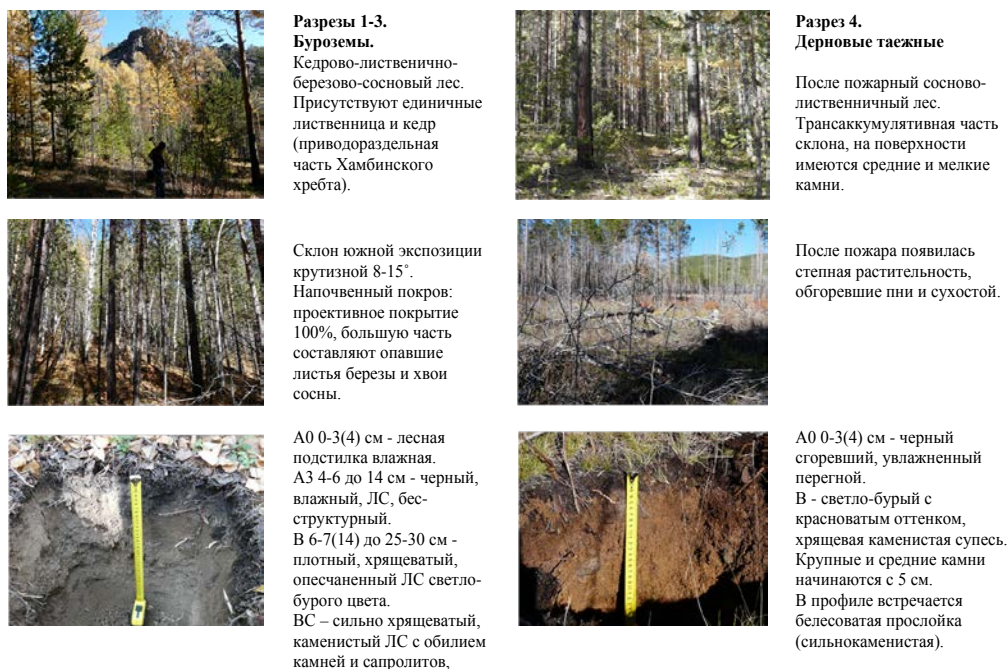 Разрезы 1-3.
Буроземы.
Кедрово-лиственично-
березово-сосновый лес.
Присутствуют единичные
лиственница и кедр
(приводораздельная
часть Хамбинского
хребта).
Склон южной экспозиции
крутизной 8-15˚.
Напочвенный покров:
проективное покрытие
100%, большую часть
составляют опавшие
листья березы и хвои
сосны.
А0 0-3(4) см - лесная
подстилка влажная.
А3 4-6 до 14 см - черный,
влажный, ЛС, бес-
структурный.
В 6-7(14) до 25-30 см -
плотный, хрящеватый,
опесчаненный ЛС светло-
бурого цвета.
ВС – сильно хрящеватый,
каменистый ЛС с обилием
камней и сапролитов,
Разрез 4.
Дерновые таежные
После пожарный сосново-
лиственничный лес.
Трансаккумулятивная часть
склона, на поверхности
имеются средние и мелкие
камни.
После пожара появилась
степная растительность,
обгоревшие пни и сухостой.
А0 0-3(4) см - черный
сгоревший, увлажненный
перегной.
В - светло-бурый с
красноватым оттенком,
хрящевая каменистая супесь.
Крупные и средние камни
начинаются с 5 см.
В профиле встречается
белесоватая прослойка
(сильнокаменистая).